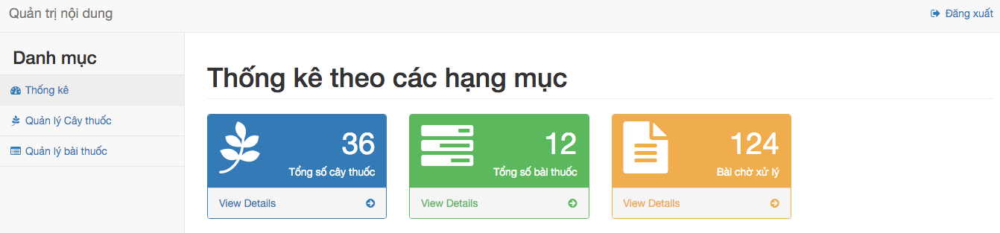 Quản trị nội dung
Đăng xuất
Danh mục
Thống kê
Quản lý Cây thuốc
Quản lý bài thuốc
Thống kê theo các hạng mục
36
Tổng số cây thuốc
View Details
12
Tổng số bài thuốc
View Details
124
Bài chờ xử lý
View Details